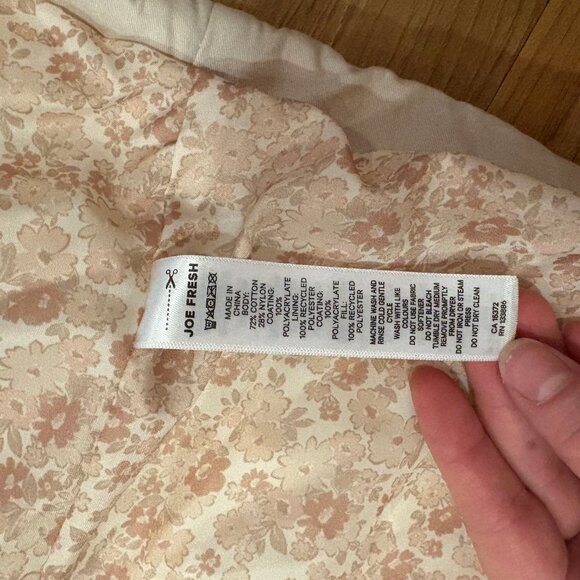 JOE FRESH
MADE IN
CHINA
BODY:
72% COTTON
28% NYLON
COATING:
100%
POLYACRYLATE
LINING:
100% RECYCLED
POLYESTER
COATING:
100%
POLYACRYLATE
FILL:
100% RECYCLED
POLYESTER
MACHINE WASH AND
RINSE COLD GENTLE
CYCLE
WASH WITH LIKE
COLOURS
DO NOT USE FABRIC
SOFTENER
DO NOT BLEACH
TUMBLE DRY MEDIUM
REMOVE PROMPTLY
FROM DRYER
DO NOT IRON OR STEAM
PRESS
DO NOT DRY CLEAN
CA 15372
RN 133886